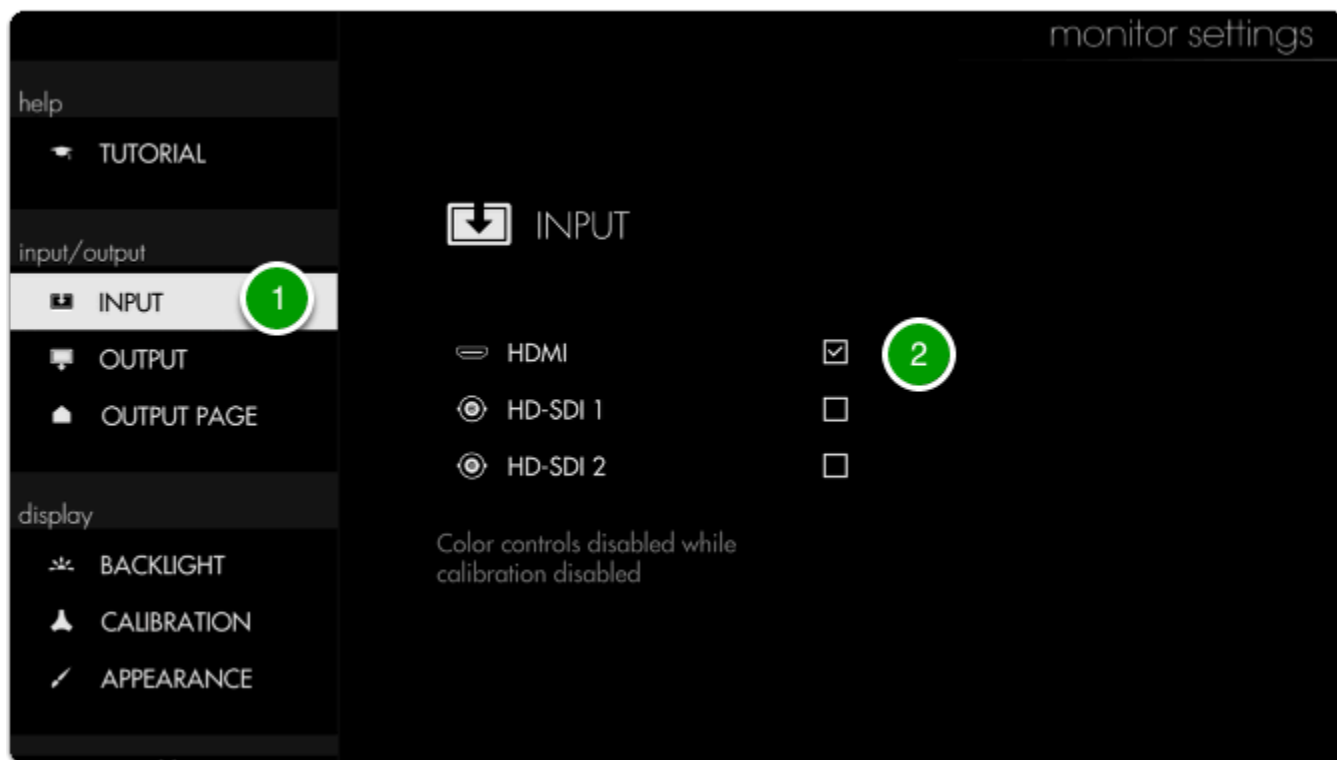 monitor settings
help
TUTORIAL
input/output
INPUT
1
OUTPUT
OUTPUT PAGE
display
BACKLIGHT
CALIBRATION
APPEARANCE
INPUT
HDMI
2
HD-SDI 1
HD-SDI 2
Color controls disabled while
calibration disabled